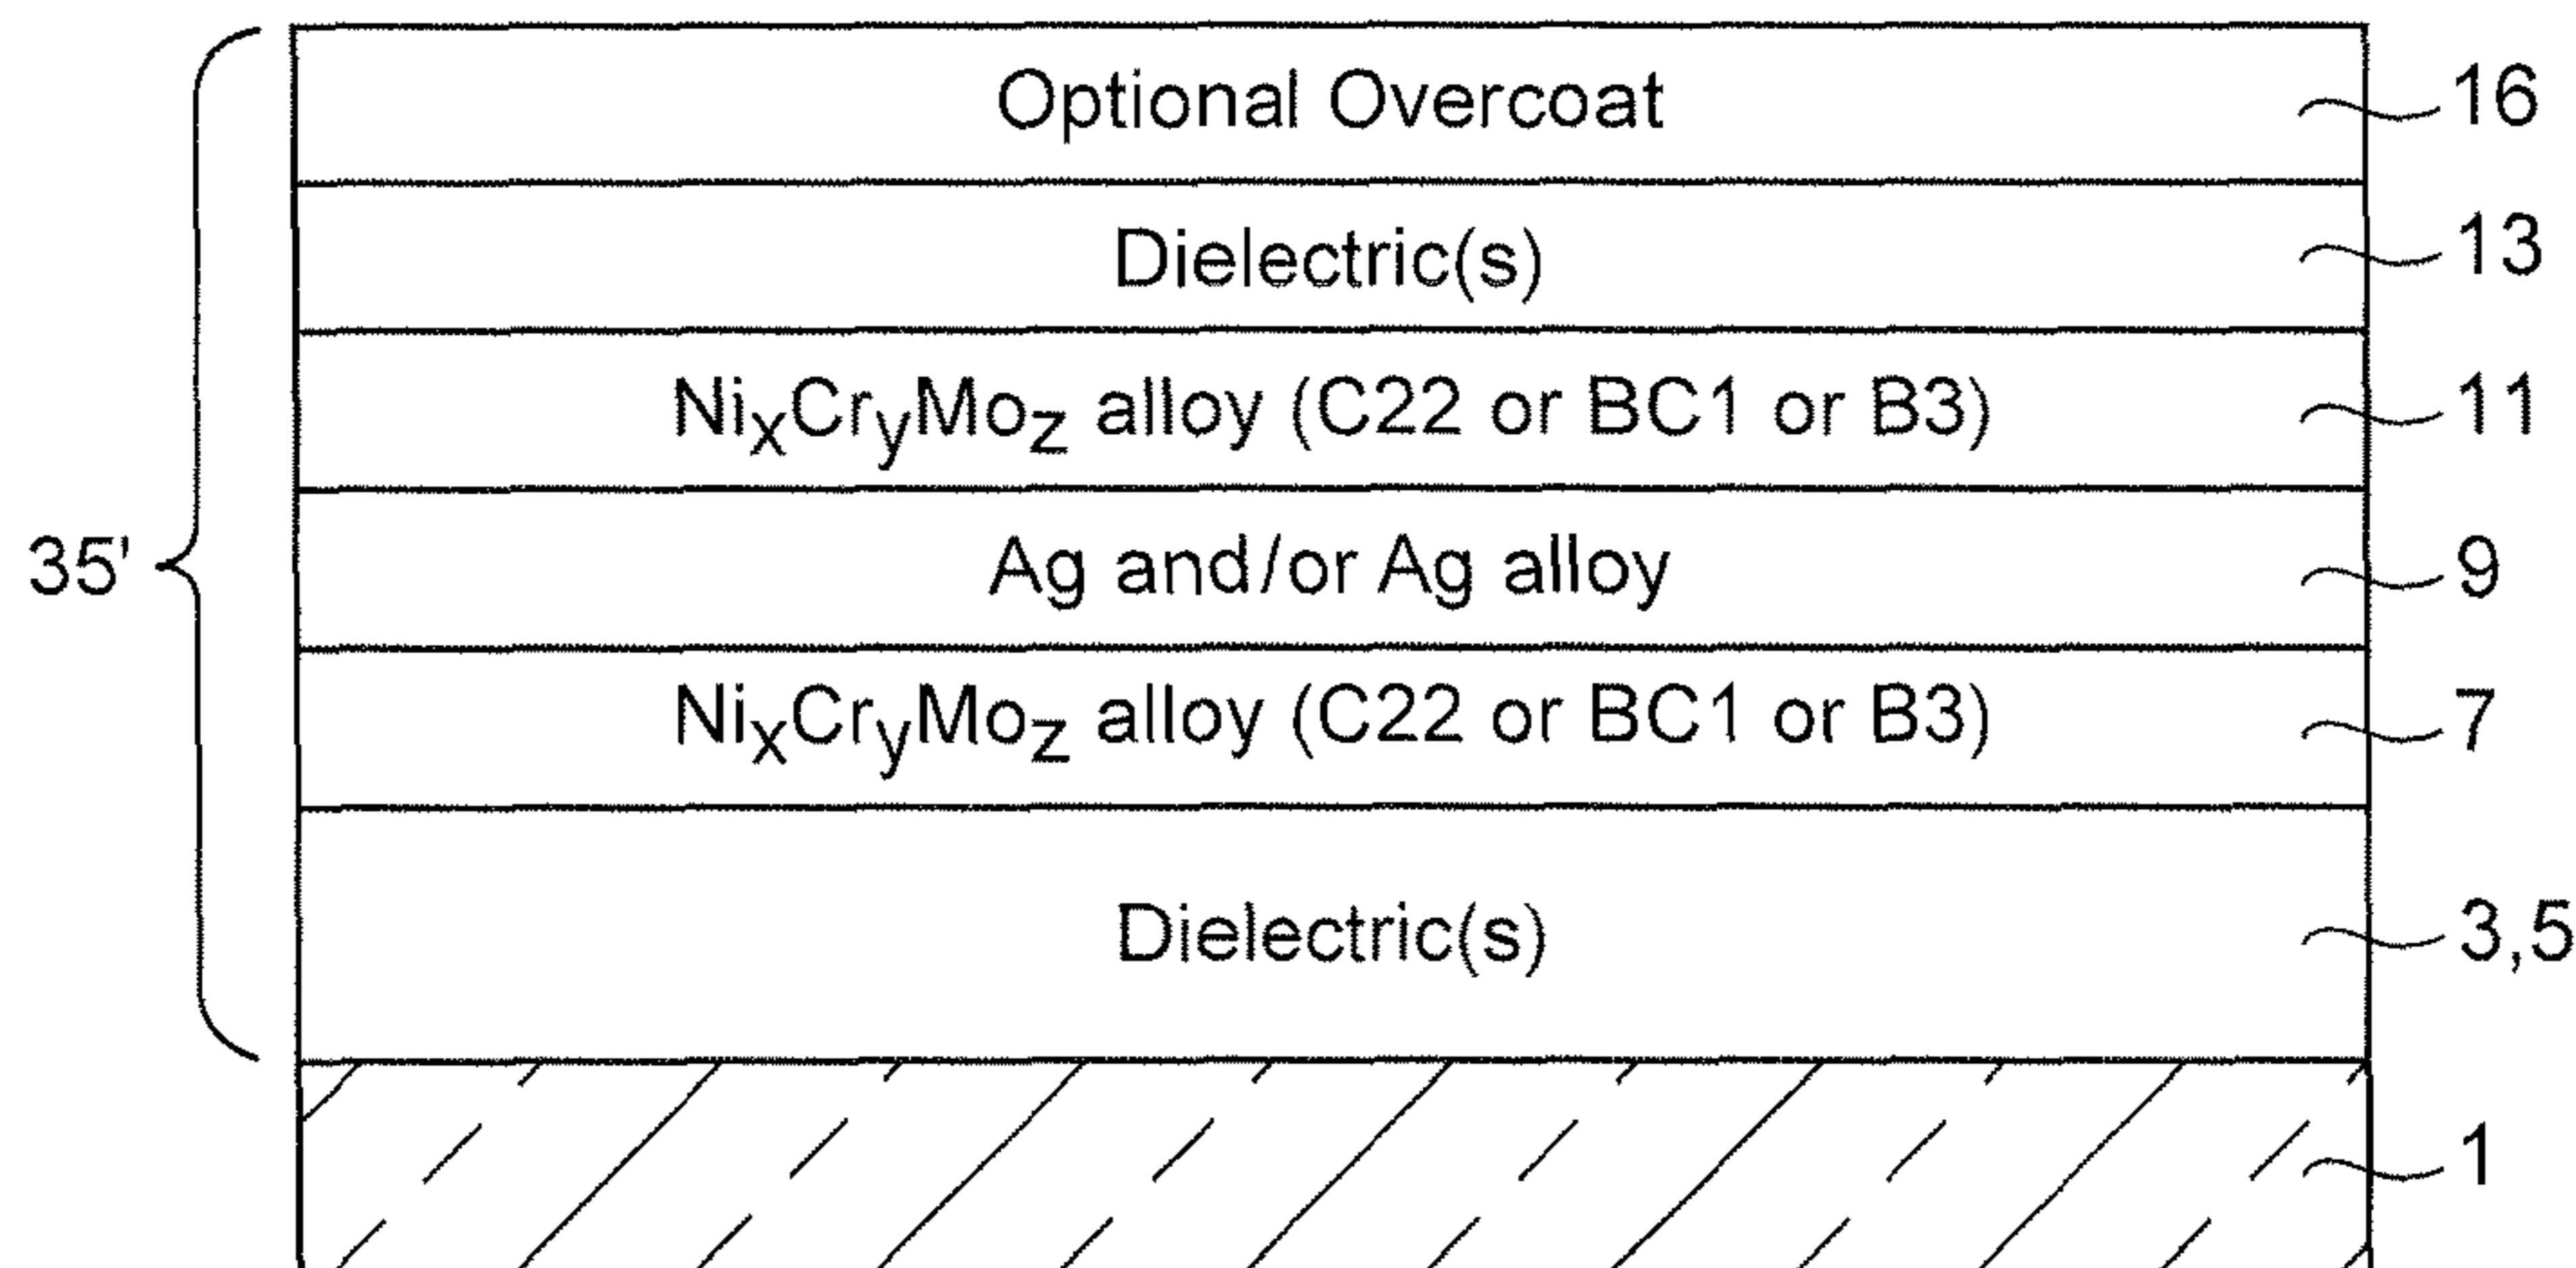 Optional Overcoat 16
Dielectric(s) 13
NixCryMoz alloy (C22 or BC1 or B3) 11
35' Ag and/or Ag alloy 9
NixCryMoz alloy (C22 or BC1 or B3) 7
Dielectric(s) 3,5
1